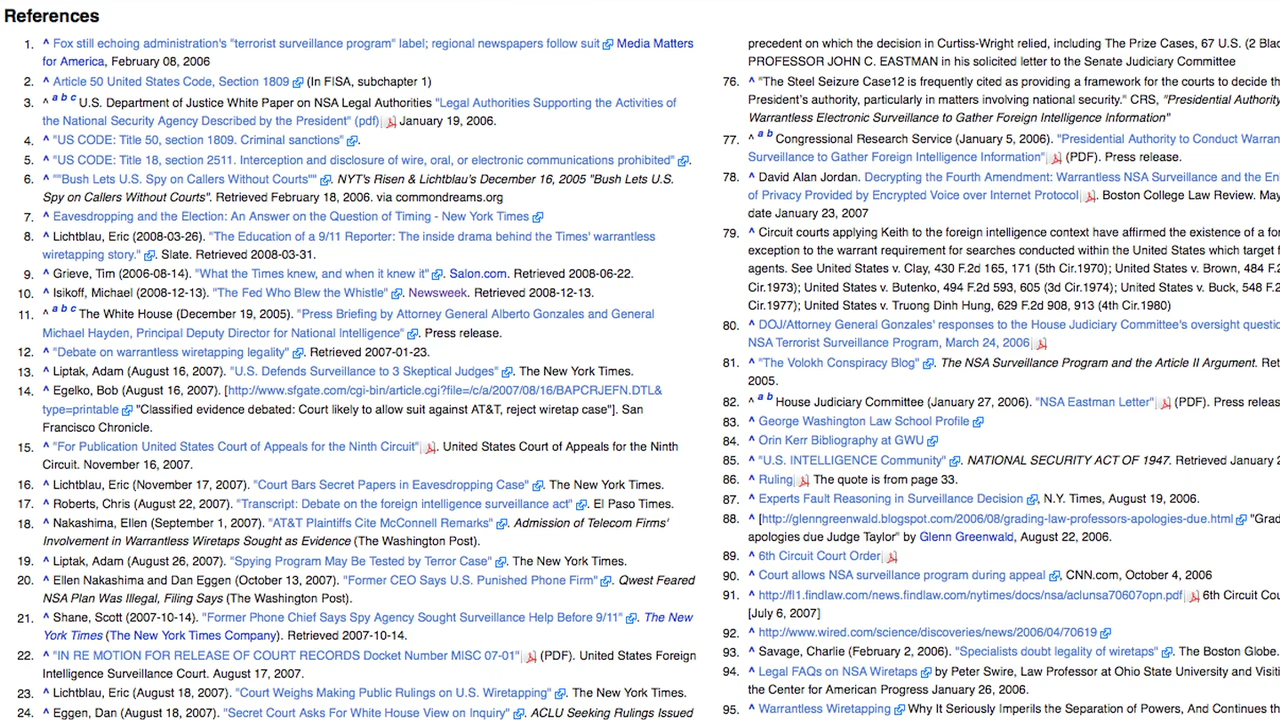 References
1. ^ Fox still echoing administration's "terrorist surveillance program" label; regional newspapers follow suit Media Matters
for America, February 08, 2006
2. ^ Article 50 United States Code, Section 1809 (In FISA, subchapter 1)
3. ^ a b c U.S. Department of Justice White Paper on NSA Legal Authorities "Legal Authorities Supporting the Activities of
the National Security Agency Described by the President" (pdf) January 19, 2006.
4. ^ "US CODE: Title 50, section 1809. Criminal sanctions".
5. ^ "US CODE: Title 18, section 2511. Interception and disclosure of wire, oral, or electronic communications prohibited".
6. ^ ""Bush Lets U.S. Spy on Callers Without Courts"". NYT's Risen & Lichtblau's December 16, 2005 "Bush Lets U.S.
Spy on Callers Without Courts". Retrieved February 18, 2006. via commondreams.org
7. ^ Eavesdropping and the Election: An Answer on the Question of Timing - New York Times
8. ^ Lichtblau, Eric (2008-03-26). "The Education of a 9/11 Reporter: The inside drama behind the Times' warrantless
wiretapping story.". Slate. Retrieved 2008-03-31.
9. ^ Grieve, Tim (2006-08-14). "What the Times knew, and when it knew it". Salon.com. Retrieved 2008-06-22.
10. ^ Isikoff, Michael (2008-12-13). "The Fed Who Blew the Whistle". Newsweek. Retrieved 2008-12-13.
11. ^ a b c The White House (December 19, 2005). "Press Briefing by Attorney General Alberto Gonzales and General
Michael Hayden, Principal Deputy Director for National Intelligence". Press release.
12. ^ "Debate on warrantless wiretapping legality". Retrieved 2007-01-23.
13. ^ Liptak, Adam (August 16, 2007). "U.S. Defends Surveillance to 3 Skeptical Judges". The New York Times.
14. ^ Egelko, Bob (August 16, 2007). [http://www.sfgate.com/cgi-bin/article.cgi?file=/c/a/2007/08/16/BAPCRJEFN.DTL&
type=printable "Classified evidence debated: Court likely to allow suit against AT&T, reject wiretap case"]. San
Francisco Chronicle.
15. ^ "For Publication United States Court of Appeals for the Ninth Circuit". United States Court of Appeals for the Ninth
Circuit. November 16, 2007.
16. ^ Lichtblau, Eric (November 17, 2007). "Court Bars Secret Papers in Eavesdropping Case". The New York Times.
17. ^ Roberts, Chris (August 22, 2007). "Transcript: Debate on the foreign intelligence surveillance act". El Paso Times.
18. ^ Nakashima, Ellen (September 1, 2007). "AT&T Plaintiffs Cite McConnell Remarks". Admission of Telecom Firms'
Involvement in Warrantless Wiretaps Sought as Evidence (The Washington Post).
19. ^ Liptak, Adam (August 26, 2007). "Spying Program May Be Tested by Terror Case". The New York Times.
20. ^ Ellen Nakashima and Dan Eggen (October 13, 2007). "Former CEO Says U.S. Punished Phone Firm". Qwest Feared
NSA Plan Was Illegal, Filing Says (The Washington Post).
21. ^ Shane, Scott (2007-10-14). "Former Phone Chief Says Spy Agency Sought Surveillance Help Before 9/11". The New
York Times (The New York Times Company). Retrieved 2007-10-14.
22. ^ "IN RE MOTION FOR RELEASE OF COURT RECORDS Docket Number MISC 07-01" (PDF). United States Foreign
Intelligence Surveillance Court. August 17, 2007.
23. ^ Lichtblau, Eric (August 18, 2007). "Court Weighs Making Public Rulings on U.S. Wiretapping". The New York Times.
24. ^ Eggen, Dan (August 18, 2007). "Secret Court Asks For White House View on Inquiry". ACLU Seeking Rulings Issued
precedent on which the decision in Curtiss-Wright relied, including The Prize Cases, 67 U.S. (2 Blac
PROFESSOR JOHN C. EASTMAN in his solicited letter to the Senate Judiciary Committee
76. ^ "The Steel Seizure Case12 is frequently cited as providing a framework for the courts to decide th
President's authority, particularly in matters involving national security." CRS, "Presidential Authority
Warrantless Electronic Surveillance to Gather Foreign Intelligence Information"
77. ^ a b Congressional Research Service (January 5, 2006). "Presidential Authority to Conduct Warran
Surveillance to Gather Foreign Intelligence Information" (PDF). Press release.
78. ^ David Alan Jordan. Decrypting the Fourth Amendment: Warrantless NSA Surveillance and the En
of Privacy Provided by Encrypted Voice over Internet Protocol. Boston College Law Review. May
date January 23, 2007
79. ^ Circuit courts applying Keith to the foreign intelligence context have affirmed the existence of a for
exception to the warrant requirement for searches conducted within the United States which target f
agents. See United States v. Clay, 430 F.2d 165, 171 (5th Cir.1970); United States v. Brown, 484 F.2
Cir.1973); United States v. Butenko, 494 F.2d 593, 605 (3d Cir.1974); United States v. Buck, 548 F.2
Cir.1977); United States v. Truong Dinh Hung, 629 F.2d 908, 913 (4th Cir.1980)
80. ^ DOJ/Attorney General Gonzales' responses to the House Judiciary Committee's oversight questio
NSA Terrorist Surveillance Program, March 24, 2006
81. ^ "The Volokh Conspiracy Blog". The NSA Surveillance Program and the Article II Argument. Ret
2005.
82. ^ a b House Judiciary Committee (January 27, 2006). "NSA Eastman Letter" (PDF). Press releas
83. ^ George Washington Law School Profile
84. ^ Orin Kerr Bibliography at GWU
85. ^ "U.S. INTELLIGENCE Community". NATIONAL SECURITY ACT OF 1947. Retrieved January 2
86. ^ Ruling The quote is from page 33.
87. ^ Experts Fault Reasoning in Surveillance Decision, N.Y. Times, August 19, 2006.
88. ^ [http://glenngreenwald.blogspot.com/2006/08/grading-law-professors-apologies-due.html "Grad
apologies due Judge Taylor" by Glenn Greenwald, August 22, 2006.
89. ^ 6th Circuit Court Order
90. ^ Court allows NSA surveillance program during appeal, CNN.com, October 4, 2006
91. ^ http://fl1.findlaw.com/news.findlaw.com/nytimes/docs/nsa/aclunsa70607opn.pdf 6th Circuit Cou
[July 6, 2007]
92. ^ http://www.wired.com/science/discoveries/news/2006/04/70619
93. ^ Savage, Charlie (February 2, 2006). "Specialists doubt legality of wiretaps". The Boston Globe.
94. ^ Legal FAQs on NSA Wiretaps by Peter Swire, Law Professor at Ohio State University and Visiti
the Center for American Progress January 26, 2006.
95. ^ Warrantless Wiretapping Why It Seriously Imperils the Separation of Powers, And Continues th